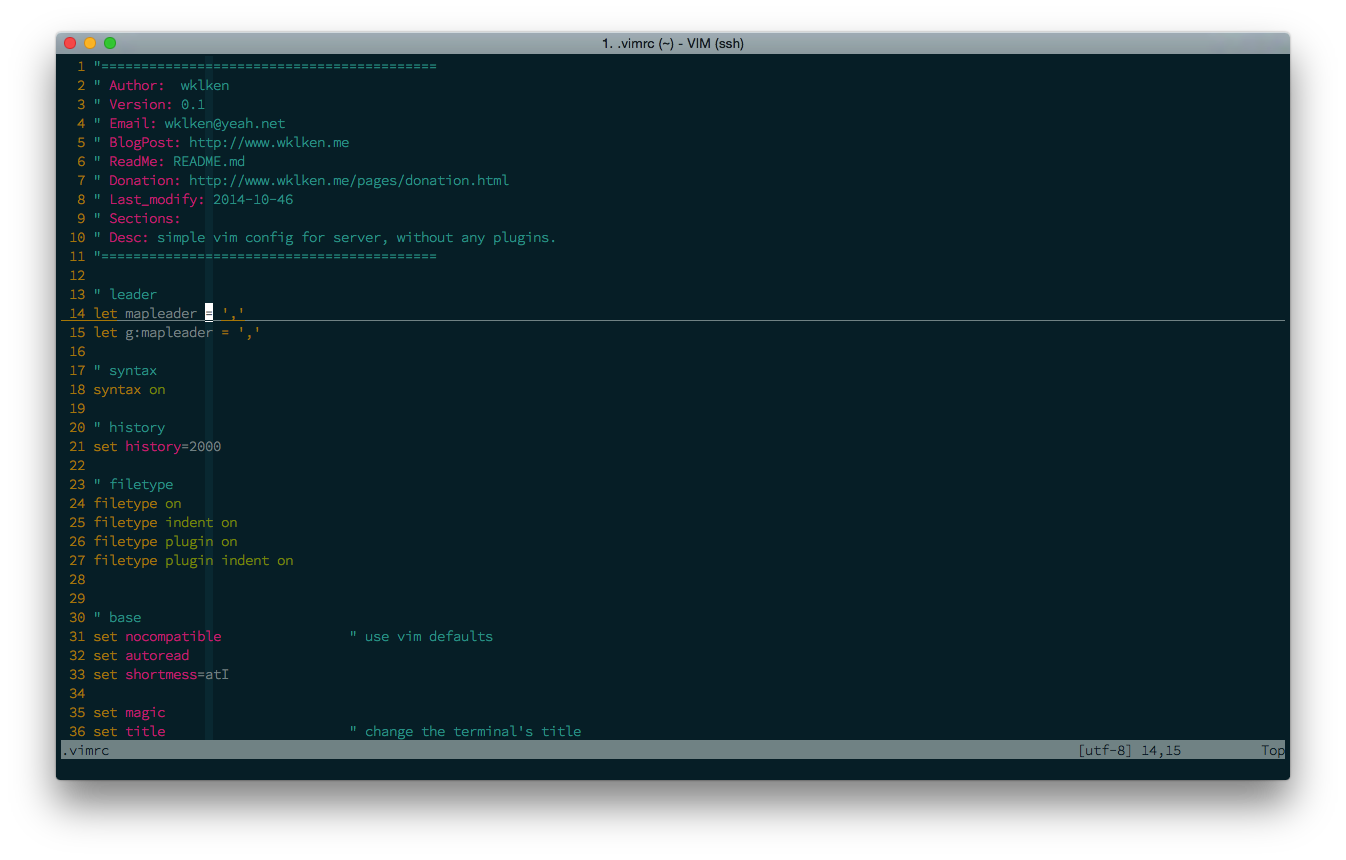 1. .vimrc (~) - VIM (ssh)
1 "==========================================
2 " Author:  wklken
3 " Version: 0.1
4 " Email: wklken@yeah.net
5 " BlogPost: http://www.wklken.me
6 " ReadMe: README.md
7 " Donation: http://www.wklken.me/pages/donation.html
8 " Last_modify: 2014-10-46
9 " Sections:
10 " Desc: simple vim config for server, without any plugins.
11 "==========================================
12
13 " leader
14 let mapleader = ','
15 let g:mapleader = ','
16
17 " syntax
18 syntax on
19
20 " history
21 set history=2000
22
23 " filetype
24 filetype on
25 filetype indent on
26 filetype plugin on
27 filetype plugin indent on
28
29
30 " base
31 set nocompatible                " use vim defaults
32 set autoread
33 set shortmess=atI
34
35 set magic
36 set title                       " change the terminal's title
.vimrc [utf-8] 14,15 Top